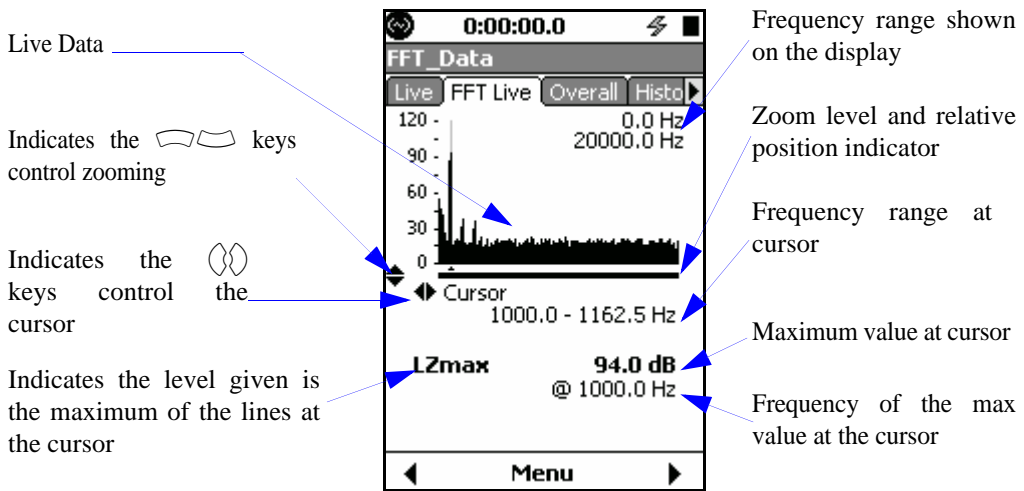 Live Data
Indicates the keys
control zooming
Indicates the
keys control the
cursor
Indicates the level given is
the maximum of the lines at
the cursor
0:00:00.0
FFT_Data
Live FFT Live Overall Histo
120
0.0 Hz
20000.0 Hz
90
60
30
0
Cursor
1000.0 - 1162.5 Hz
LZmax 94.0 dB
@ 1000.0 Hz
Menu
Frequency range shown
on the display
Zoom level and relative
position indicator
Frequency range at
cursor
Maximum value at cursor
Frequency of the max
value at the cursor